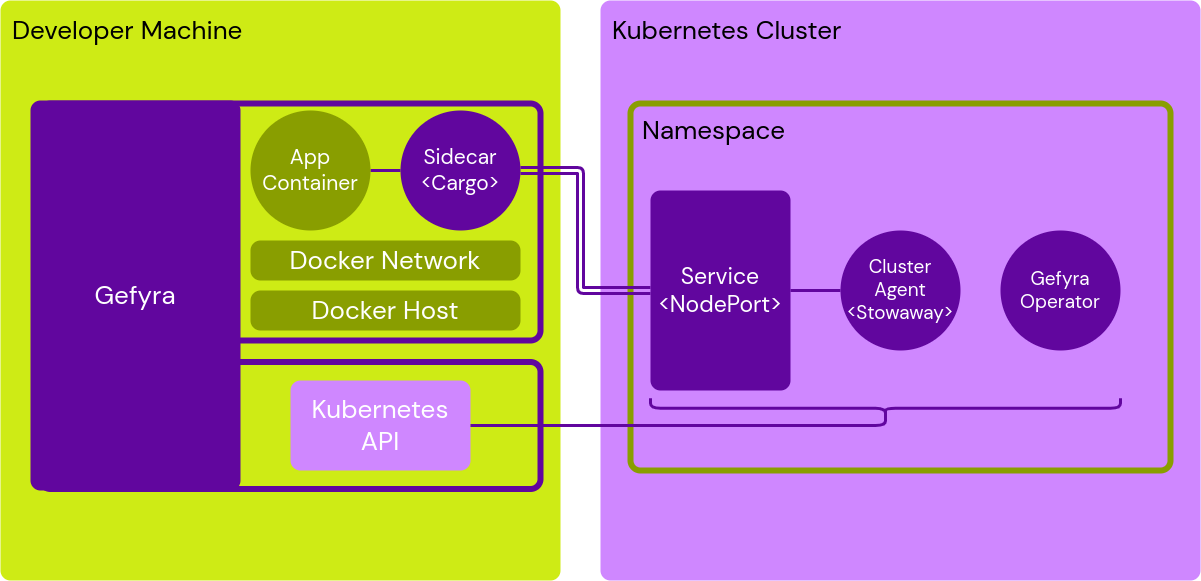 Developer Machine
Gefyra
App
Container
Sidecar
<Cargo>
Docker Network
Docker Host
Kubernetes
API
Kubernetes Cluster
Namespace
Service
<NodePort>
Cluster
Agent
<Stowaway>
Gefyra
Operator